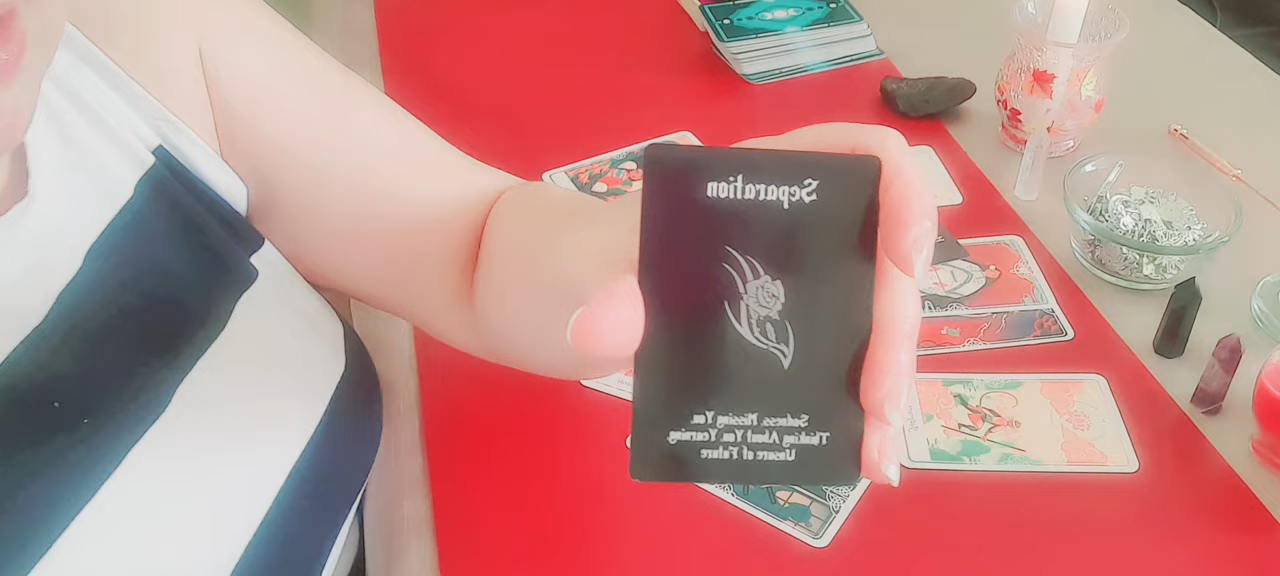 Separation
Sadness, Missing You,
Thinking About You, Yearning,
Unsure of Future